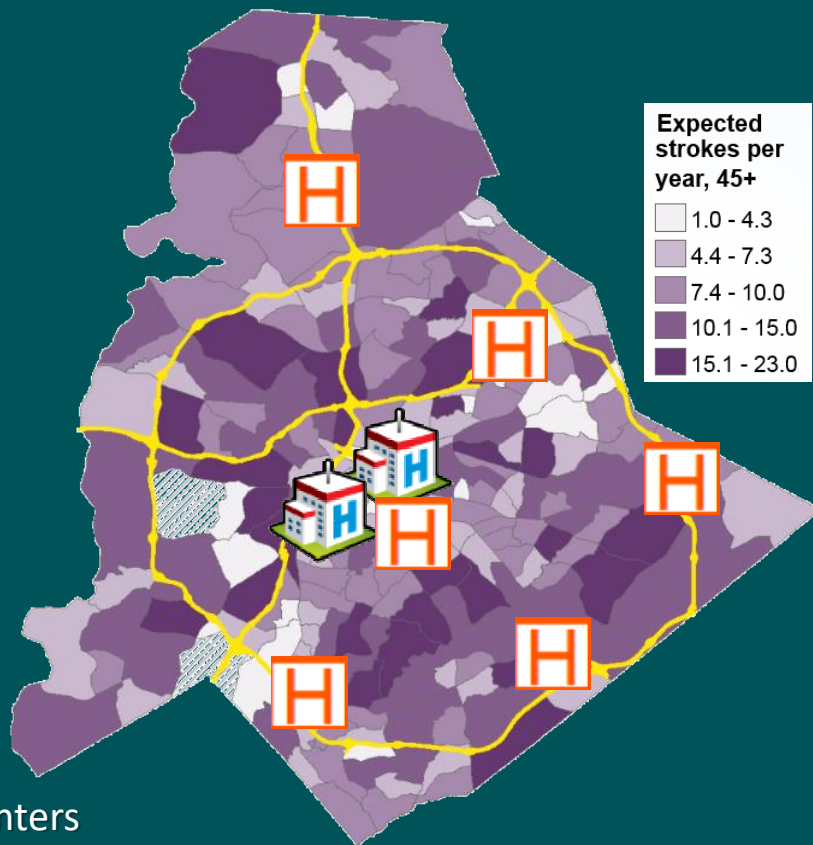 Expected
strokes per
year, 45+
1.0 - 4.3
4.4 - 7.3
7.4 - 10.0
10.1 - 15.0
15.1 - 23.0
H
H
H
H
H
H
H
H
nters